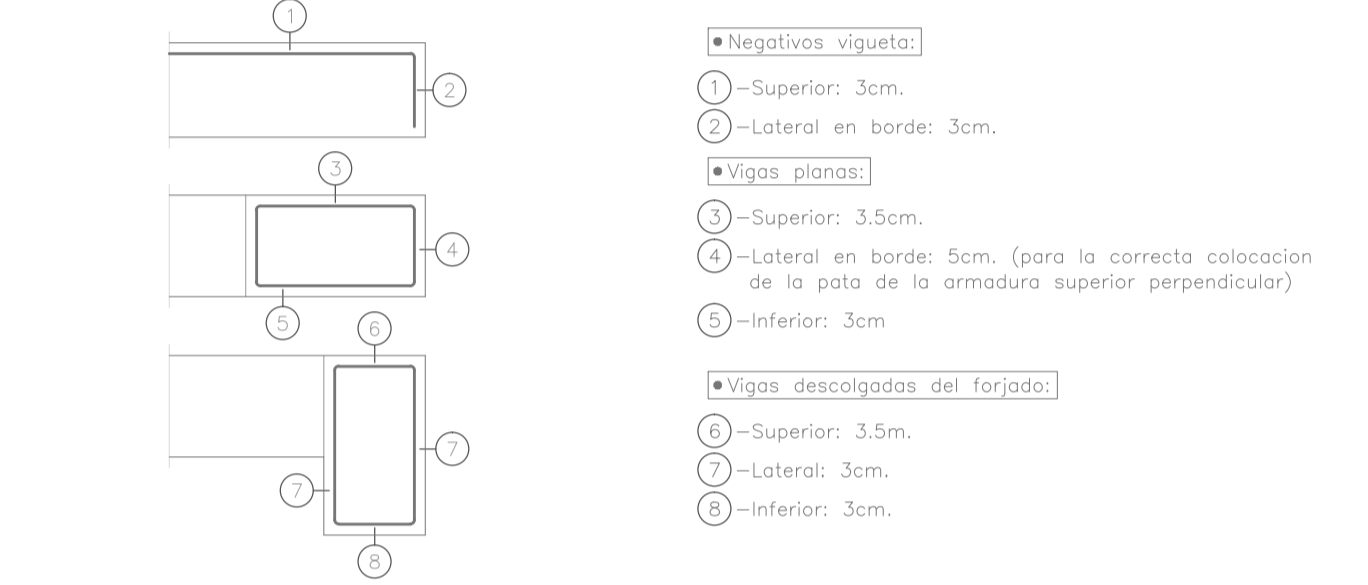 1
2
3
4
5
6
7
7
8
• Negativos vigueta:
1 -Superior: 3cm.
2 -Lateral en borde: 3cm.
• Vigas planas:
3 -Superior: 3.5cm.
4 -Lateral en borde: 5cm. (para la correcta colocacion
de la pata de la armadura superior perpendicular)
5 -Inferior: 3cm
• Vigas descolgadas del forjado:
6 -Superior: 3.5m.
7 -Lateral: 3cm.
8 -Inferior: 3cm.